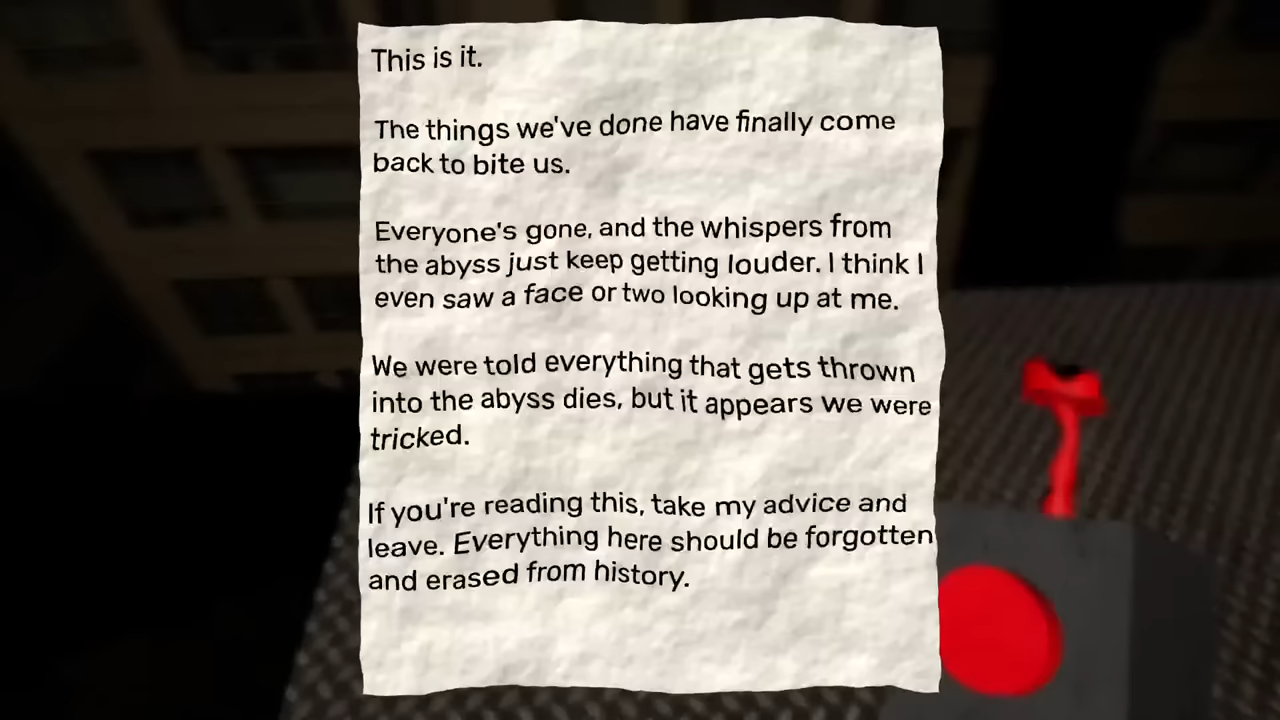 This is it.
The things we've done have finally come
back to bite us.
Everyone's gone, and the whispers from
the abyss just keep getting louder. I think I
even saw a face or two looking up at me.
We were told everything that gets thrown
into the abyss dies, but it appears we were
tricked.
If you're reading this, take my advice and
leave. Everything here should be forgotten
and erased from history.